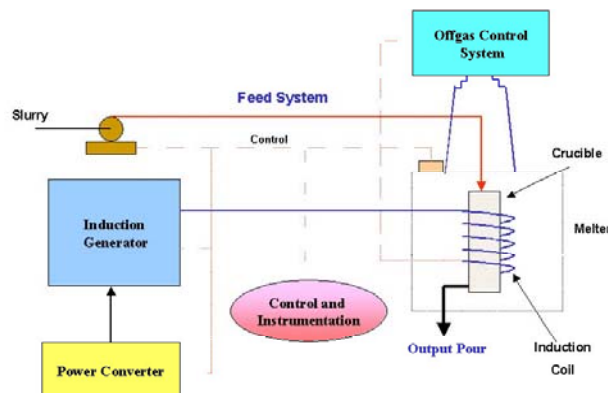 Offgas Control
System
Feed System
Slurry
Control
Crucible
Induction
Generator
Melter
Control and
Instrumentation
Output Pour
Induction
Coil
Power Converter